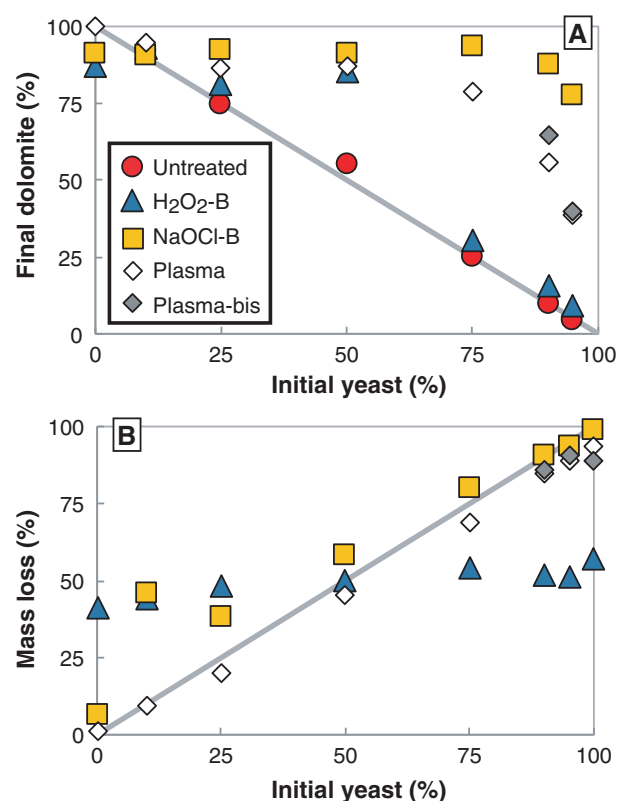 A
100
75
50
25
0
Final dolomite (%)
Untreated
H₂O₂-B
NaOCl-B
Plasma
Plasma-bis
0 25 50 75 100
Initial yeast (%)
B
100
75
50
25
0
Mass loss (%)
0 25 50 75 100
Initial yeast (%)